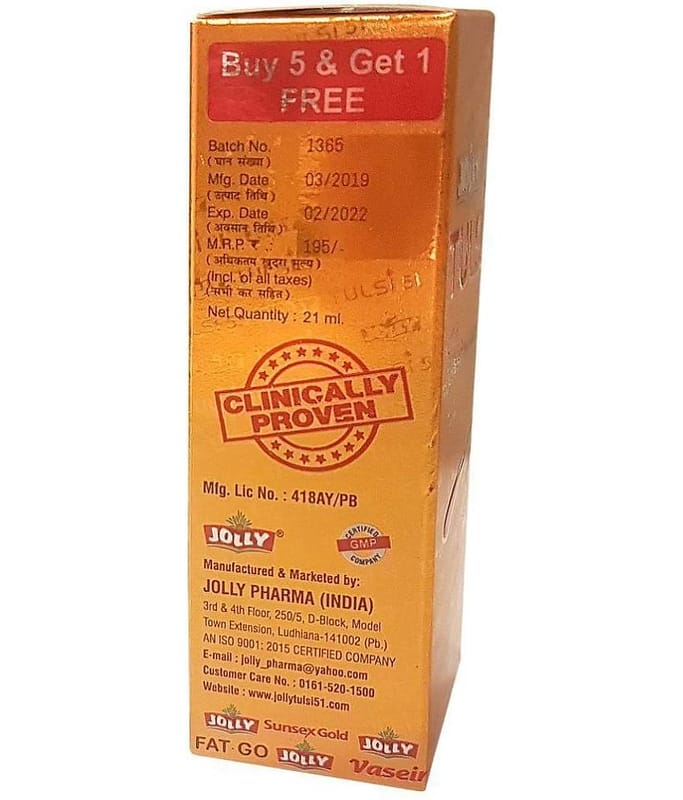 Buy 5 & Get 1
FREE
Batch No. 1365
(घान संख्या)
Mfg. Date 03/2019
(उत्पाद तिथि)
Exp. Date 02/2022
(अवसान तिथि)
M.R.P. ₹ : 195/-
(अधिकतम खुदरा मूल्य)
(Incl. of all taxes)
(सभी कर सहित)
TULSI 51
Net Quantity : 21 ml.
CLINICALLY
PROVEN
Mfg. Lic No. : 418AY/PB
JOLLY®
CERTIFIED
GMP
COMPANY
Manufactured & Marketed by:
JOLLY PHARMA (INDIA)
3rd & 4th Floor, 250/5, D-Block, Model
Town Extension, Ludhiana-141002 (Pb.)
AN ISO 9001: 2015 CERTIFIED COMPANY
E-mail : jolly_pharma@yahoo.com
Customer Care No. : 0161-520-1500
Website : www.jollytulsi51.com
JOLLY Sunsex Gold JOLLY
FAT-GO JOLLY Vasein